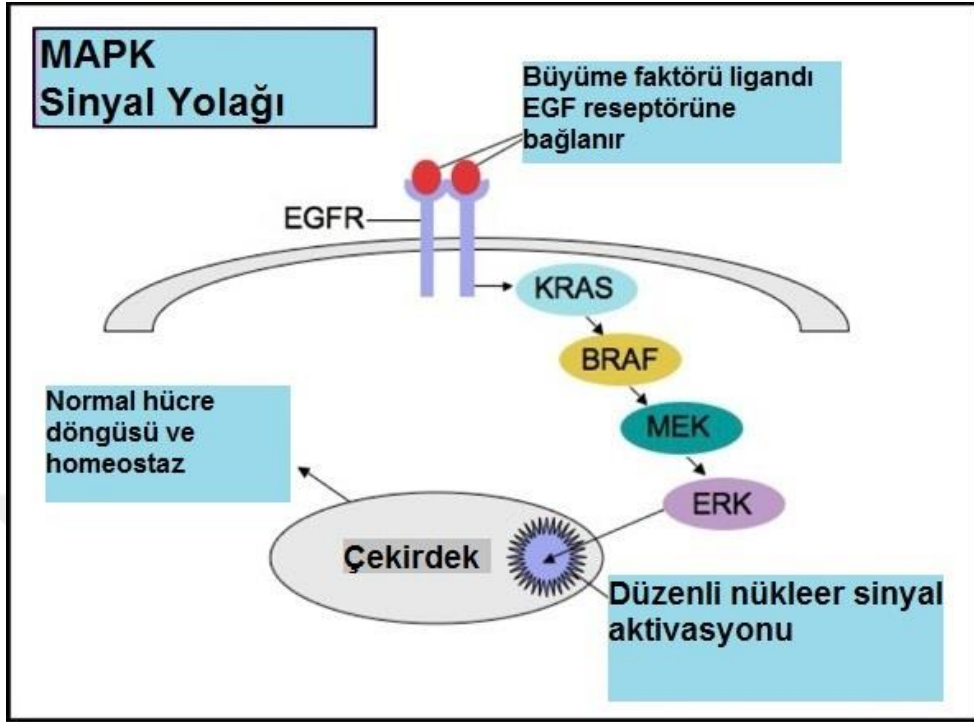 MAPK
Sinyal Yolağı
Büyüme faktörü ligandı
EGF reseptörüne
bağlanır
EGFR
KRAS
BRAF
MEK
ERK
Normal hücre
döngüsü ve
homeostaz
Çekirdek
Düzenli nükleer sinyal
aktivasyonu